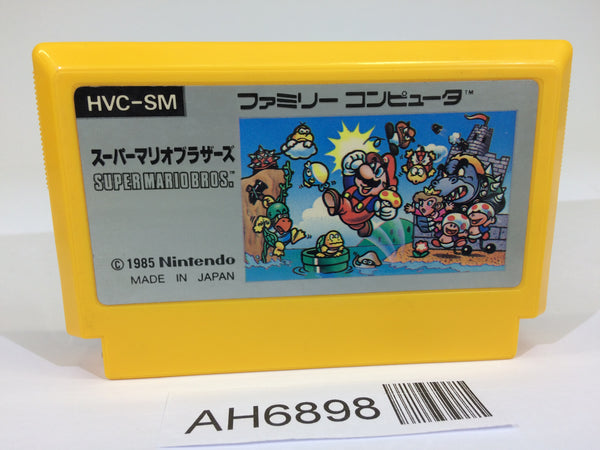 HVC-SM
ファミリー コンピュータ™
スーパーマリオブラザーズ
SUPER MARIO BROS.™
© 1985 Nintendo
MADE IN JAPAN
AH6898